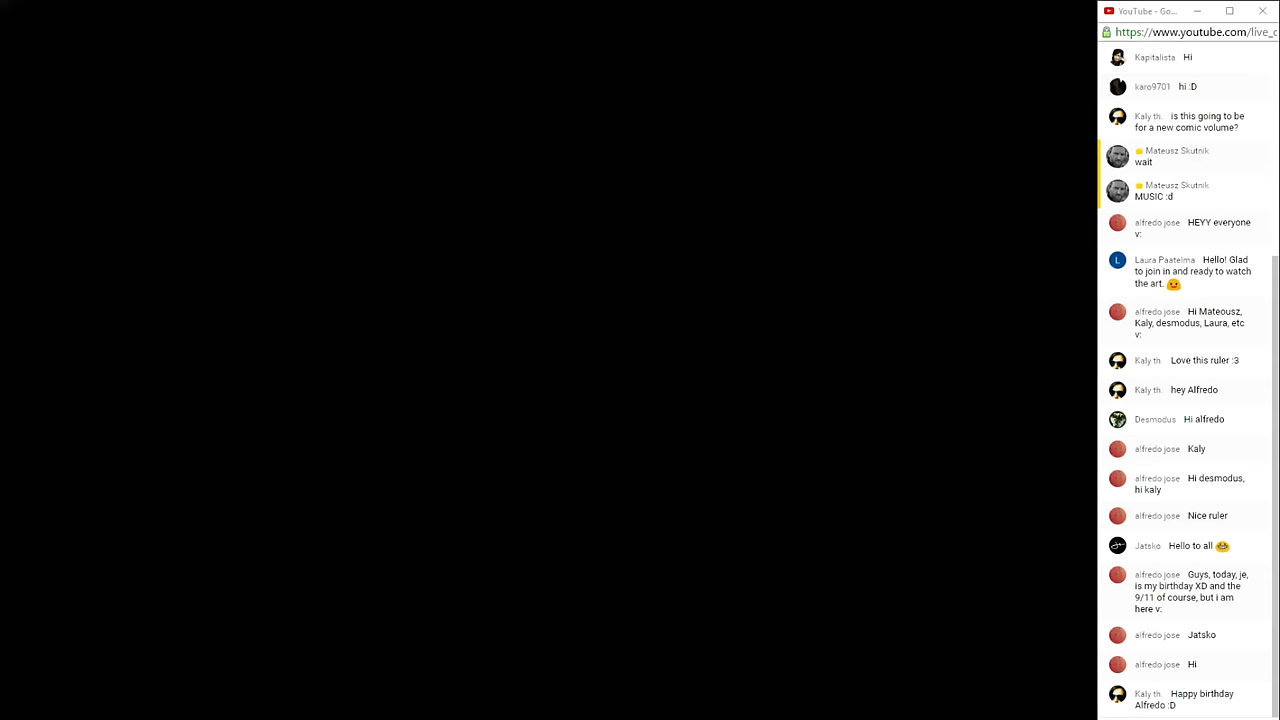 YouTube - Go...
https://www.youtube.com/live_c
Kapitalista Hi
karo9701 hi :D
Kaly th. is this going to be
for a new comic volume?
Mateusz Skutnik
wait
Mateusz Skutnik
MUSIC :d
alfredo jose HEYY everyone
v:
Laura Paatelma Hello! Glad
to join in and ready to watch
the art.
alfredo jose Hi Mateousz,
Kaly, desmodus, Laura, etc
v:
Kaly th. Love this ruler :3
Kaly th. hey Alfredo
Desmodus Hi alfredo
alfredo jose Kaly
alfredo jose Hi desmodus,
hi kaly
alfredo jose Nice ruler
Jatsko Hello to all
alfredo jose Guys, today, je,
is my birthday XD and the
9/11 of course, but i am
here v:
alfredo jose Jatsko
alfredo jose Hi
Kaly th. Happy birthday
Alfredo :D